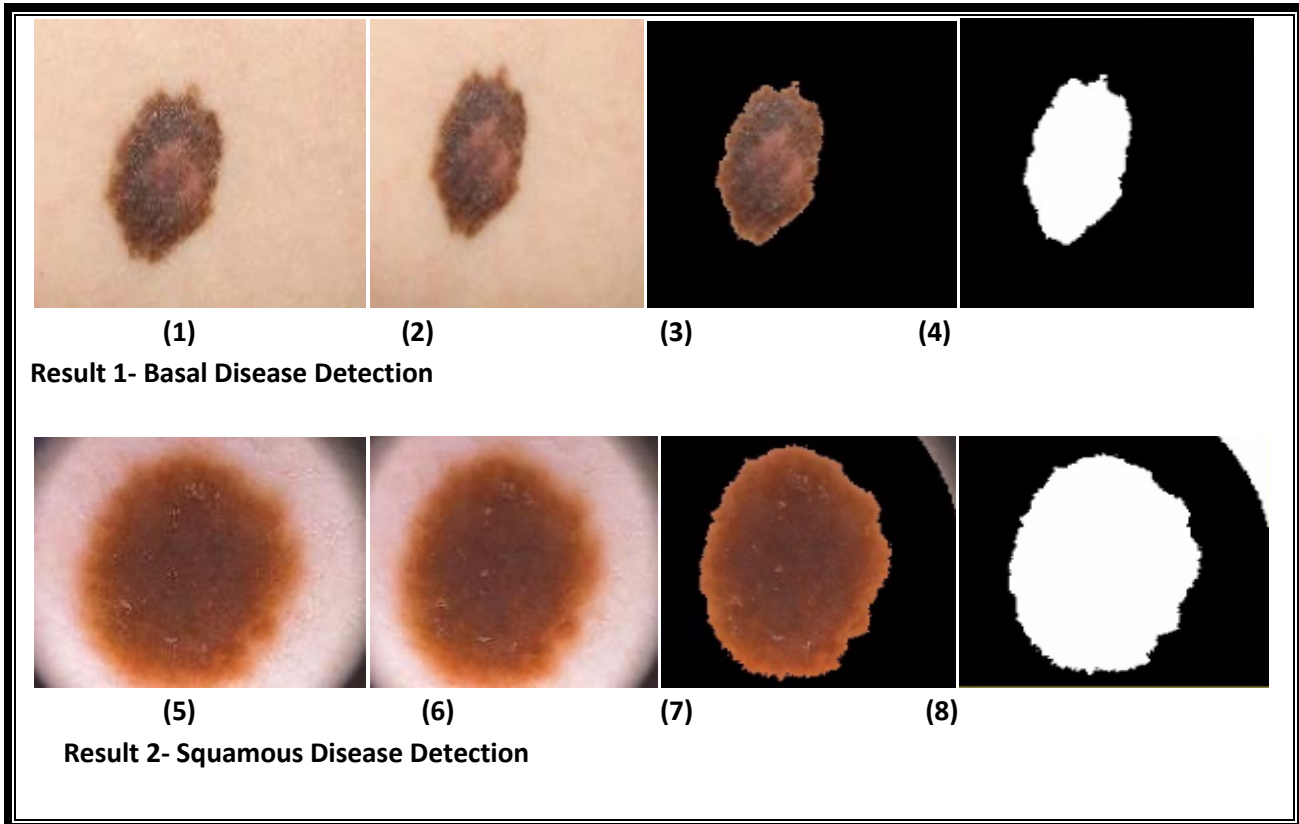 (1) (2) (3) (4)
Result 1- Basal Disease Detection
(5) (6) (7) (8)
Result 2- Squamous Disease Detection